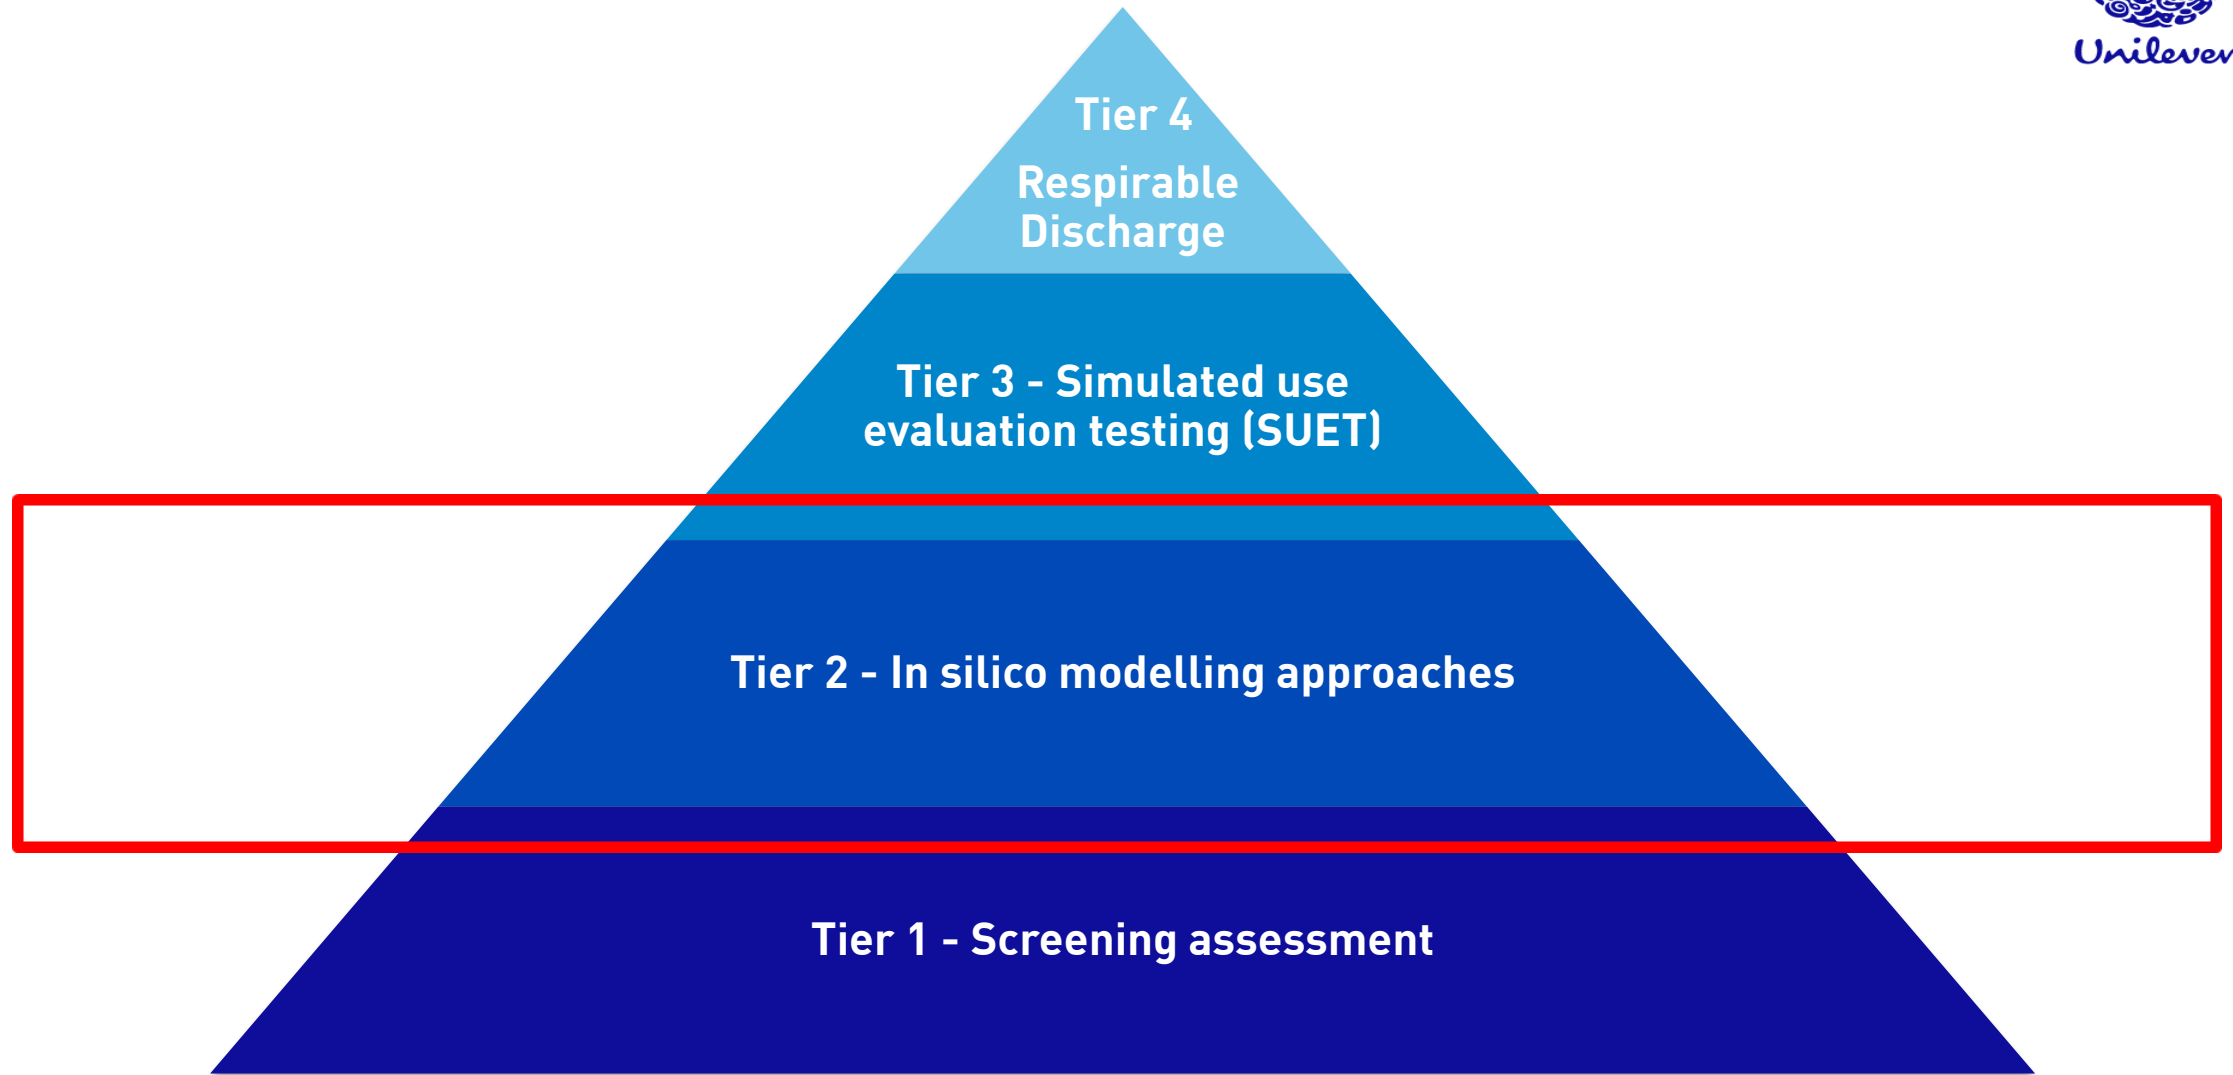 Unilever
Tier 4
Respirable
Discharge
Tier 3 - Simulated use
evaluation testing (SUET)
Tier 2 - In silico modelling approaches
Tier 1 - Screening assessment